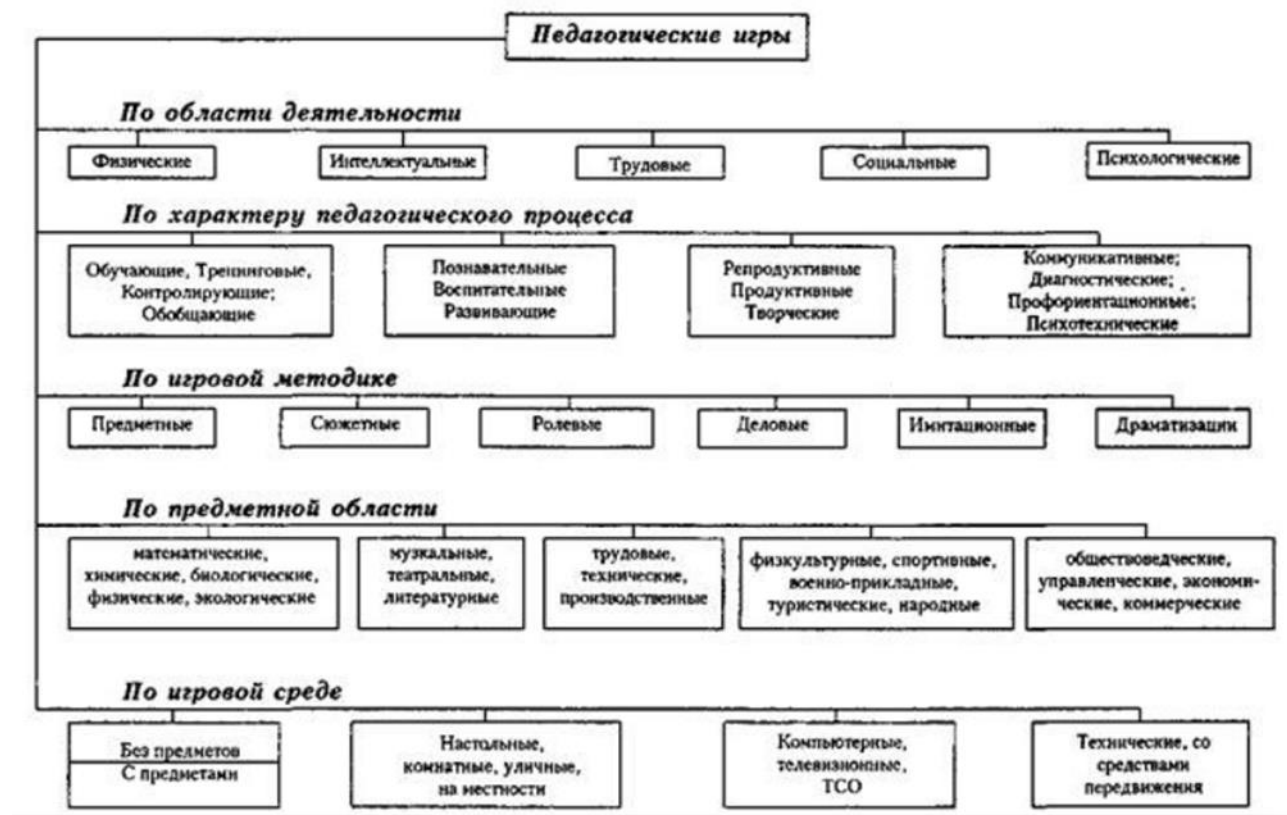 Педагогические игры
По области деятельности
Физические
Интеллектуальные
Трудовые
Социальные
Психологические
По характеру педагогического процесса
Обучающие, Тренинговые,
Контролирующие;
Обобщающие
Познавательные
Воспитательные
Развивающие
Репродуктивные
Продуктивные
Творческие
Коммуникативные;
Диагностические;
Профориентационные;
Психотехнические
По игровой методике
Предметные
Сюжетные
Ролевые
Деловые
Имитационные
Драматизации
По предметной области
математические,
химические, биологические,
физические, экологические
музкальные,
театральные,
литературные
трудовые,
технические,
производственные
физкультурные, спортивные,
военно-прикладные,
туристические, народные
обществоведческие,
управленческие, экономи-
ческие, коммерческие
По игровой среде
Без предметов
С предметами
Настольные,
комнатные, уличные,
на местности
Компьютерные,
телевизионные,
ТСО
Технические, со
средствами
передвижения